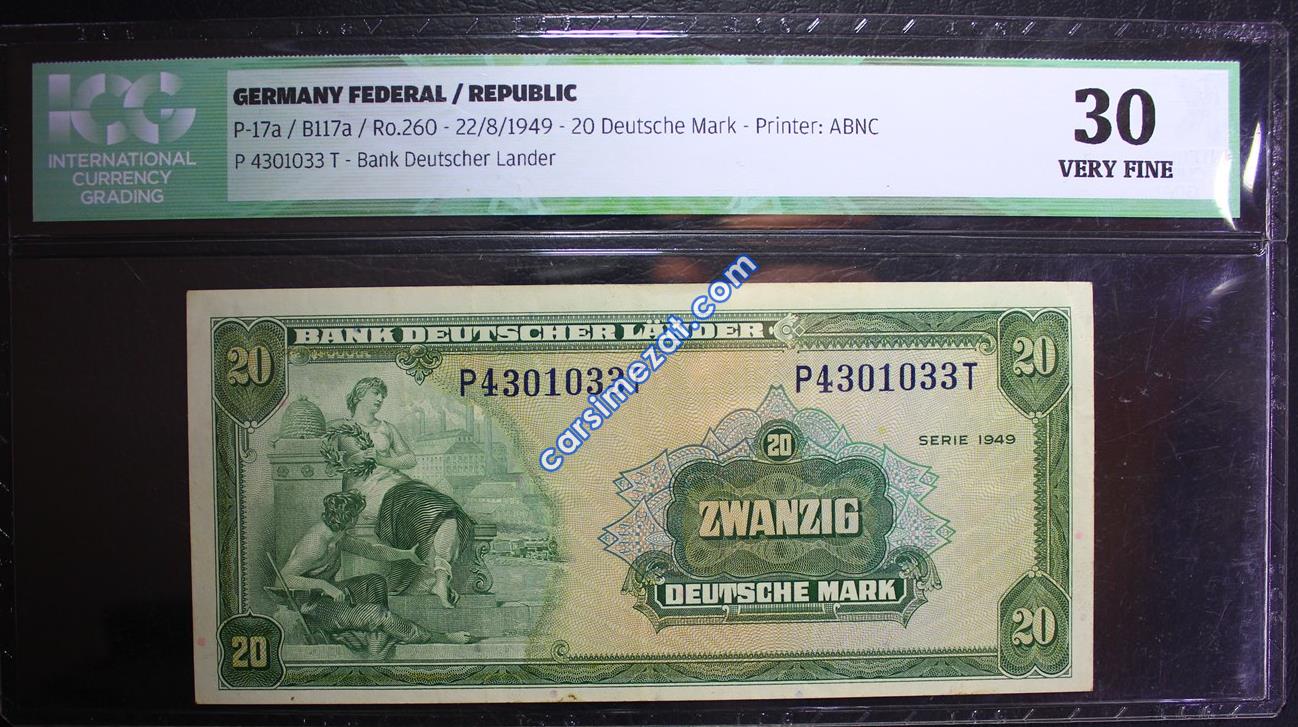 ICG
INTERNATIONAL
CURRENCY
GRADING
GERMANY FEDERAL / REPUBLIC
P-17a / B117a / Ro.260 - 22/8/1949 - 20 Deutsche Mark - Printer: ABNC
P 4301033 T - Bank Deutscher Lander
30
VERY FINE
BANK DEUTSCHER LÄNDER
20
20
P4301033T
P4301033T
carsimezat.com
SERIE 1949
20
ZWANZIG
DEUTSCHE MARK
20
20